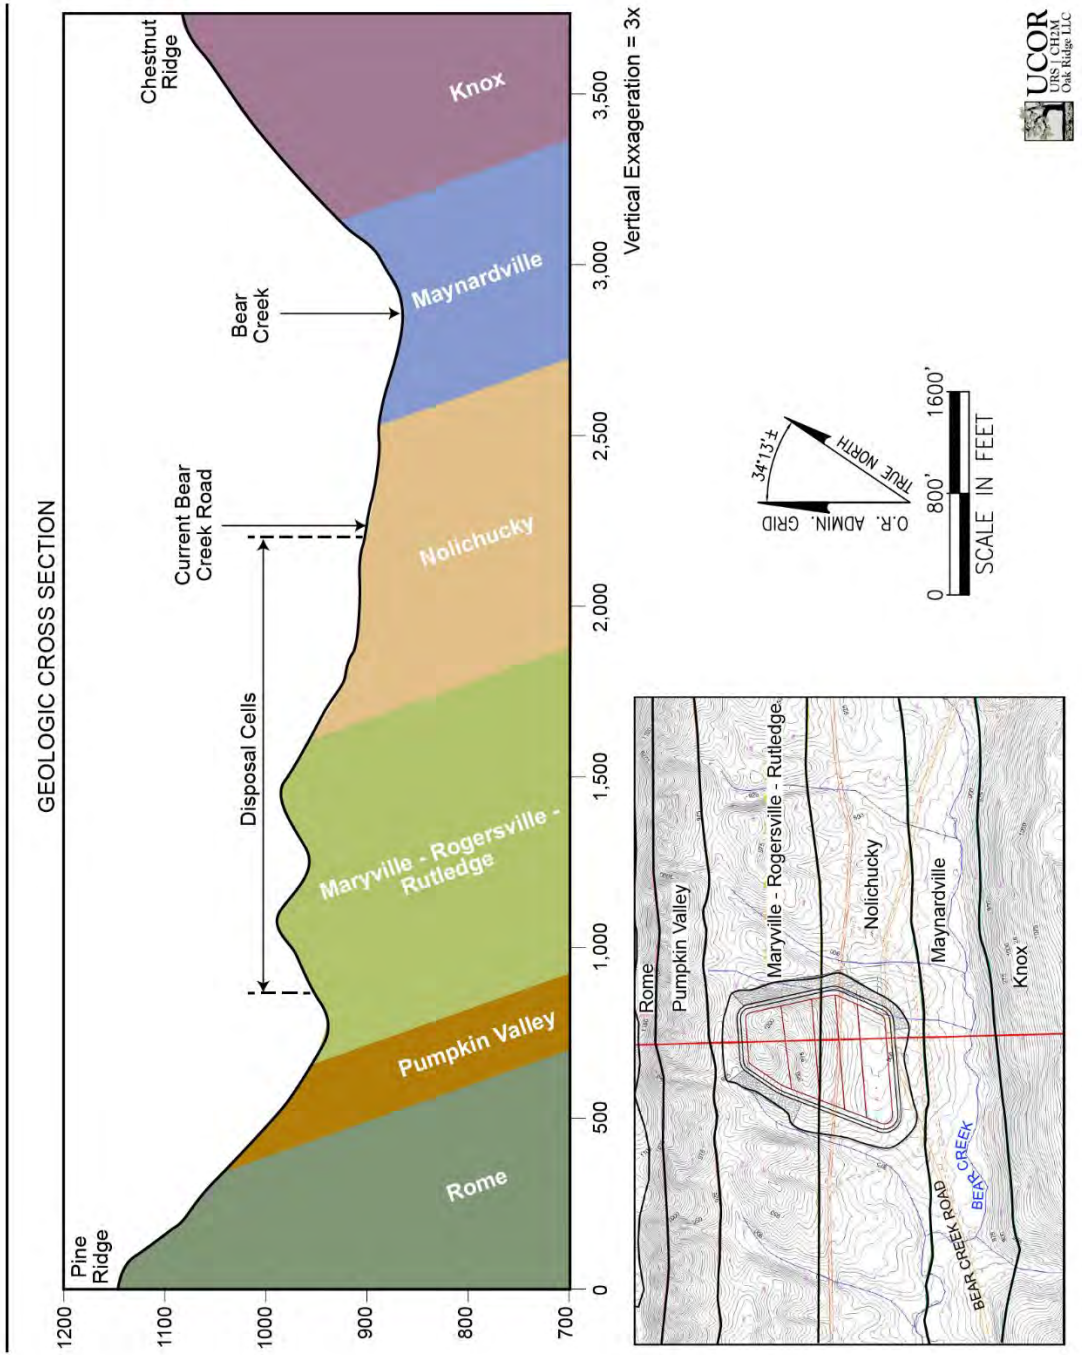 GEOLOGIC CROSS SECTION
1200
1100
1000
900
800
700
Pine
Ridge
Disposal Cells
Current Bear
Creek Road
Bear
Creek
Chestnut
Ridge
Rome
Pumpkin Valley
Maryville - Rogersville -
Rutledge
Nolichucky
Maynardville
Knox
0
500
1,000
1,500
2,000
2,500
3,000
3,500
Vertical Exxageration = 3x
Rome
Pumpkin Valley
Maryville - Rogersville - Rutledge
Nolichucky
Maynardville
Knox
BEAR CREEK ROAD
BEAR CREEK
34°13'±
O.R. ADMIN. GRID
TRUE NORTH
0
800'
1600'
SCALE IN FEET
UCOR
URS | CH2M
Oak Ridge LLC